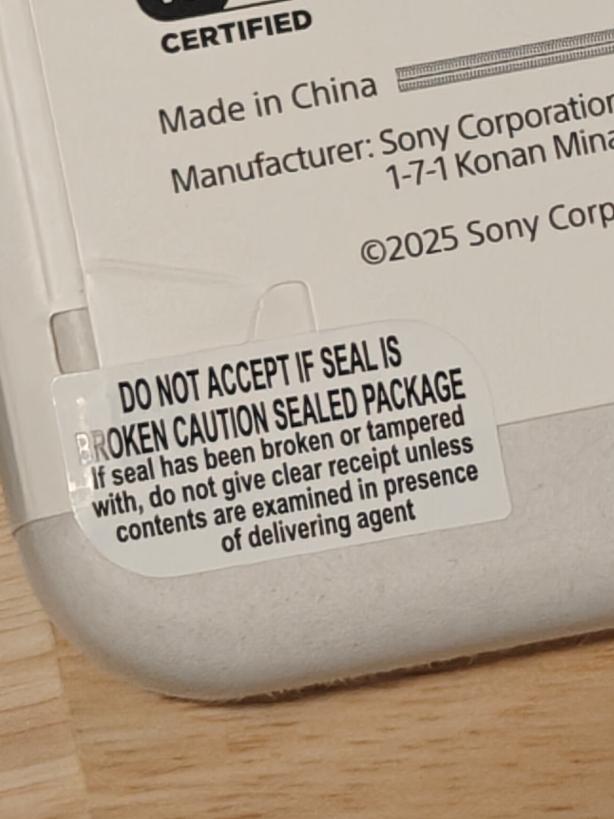 CERTIFIED
Made in China
Manufacturer: Sony Corporation
1-7-1 Konan
©2025 Sony
DO NOT ACCEPT IF SEAL IS
BROKEN CAUTION SEALED PACKAGE
If seal has been broken or tampered
with, do not give clear receipt unless
contents are examined in presence
of delivering agent